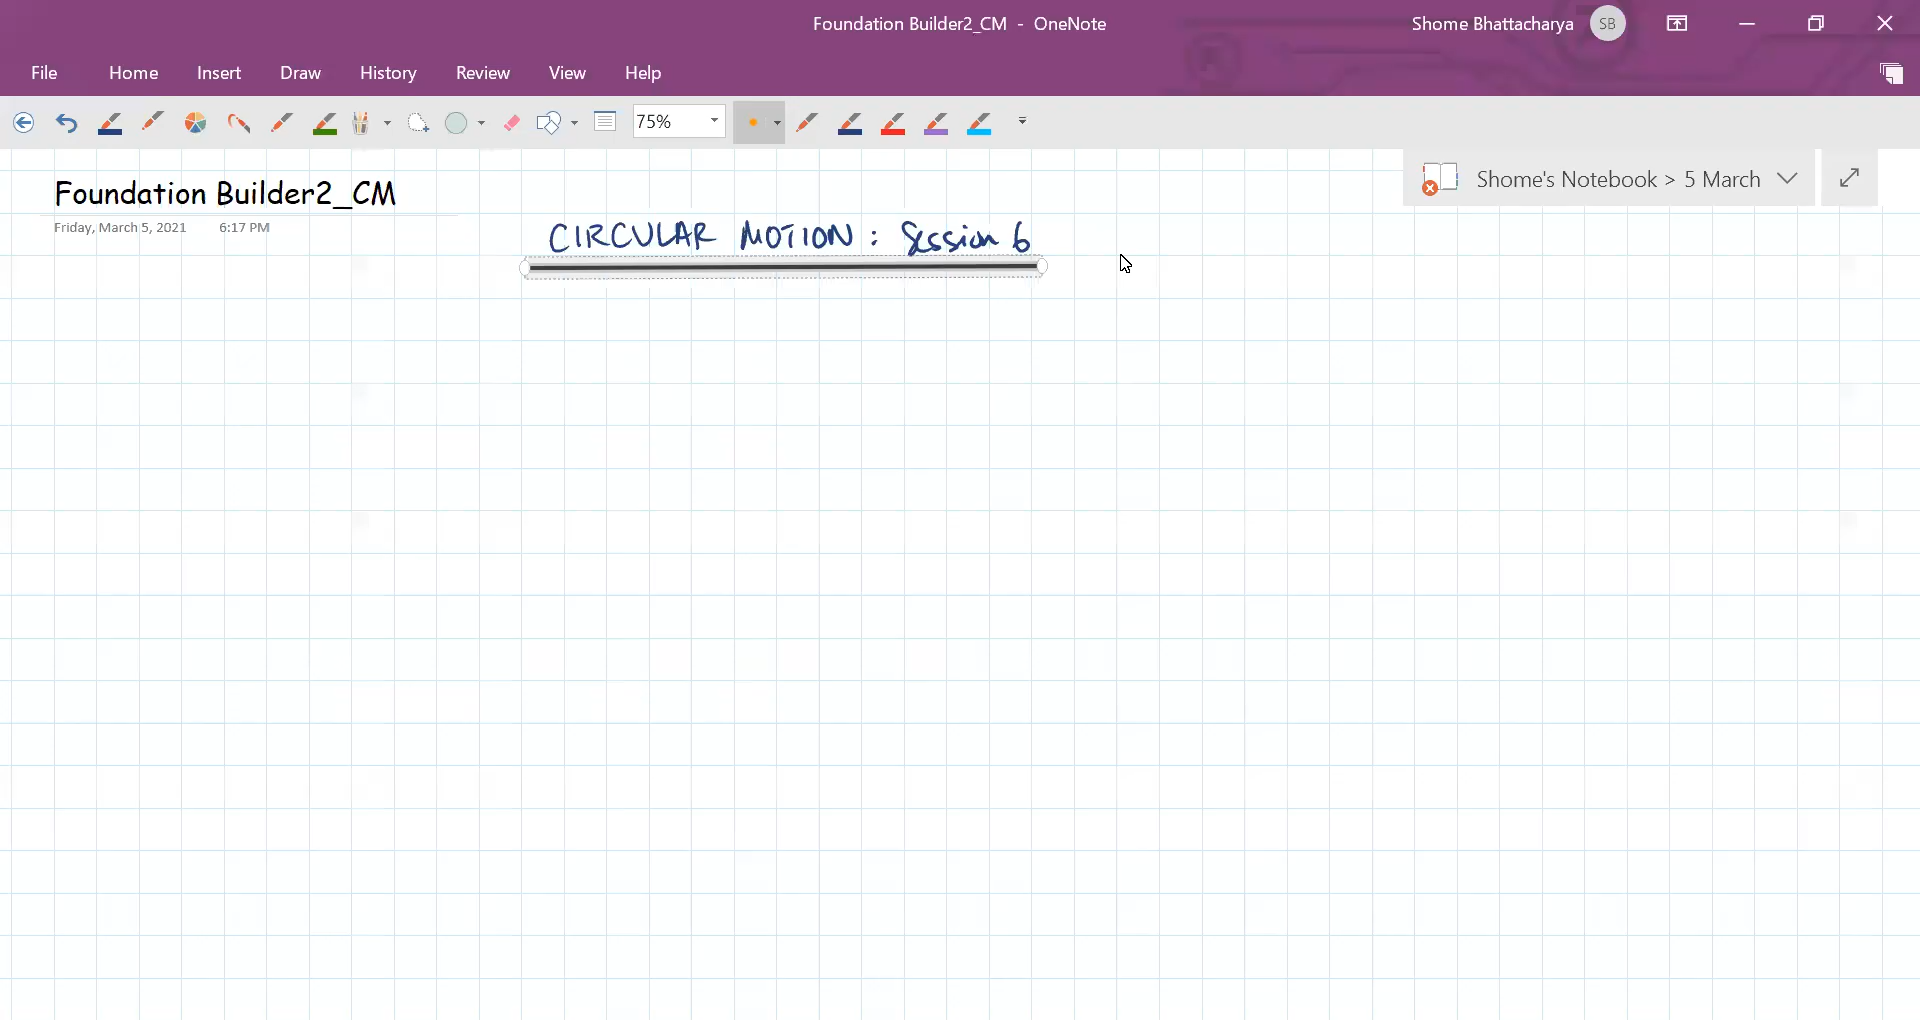 Foundation Builder2_CM - OneNote
Shome Bhattacharya SB
File Home Insert Draw History Review View Help
75%
Shome's Notebook > 5 March
Foundation Builder2_CM
Friday, March 5, 2021 6:17 PM
CIRCULAR MOTION : Session 6